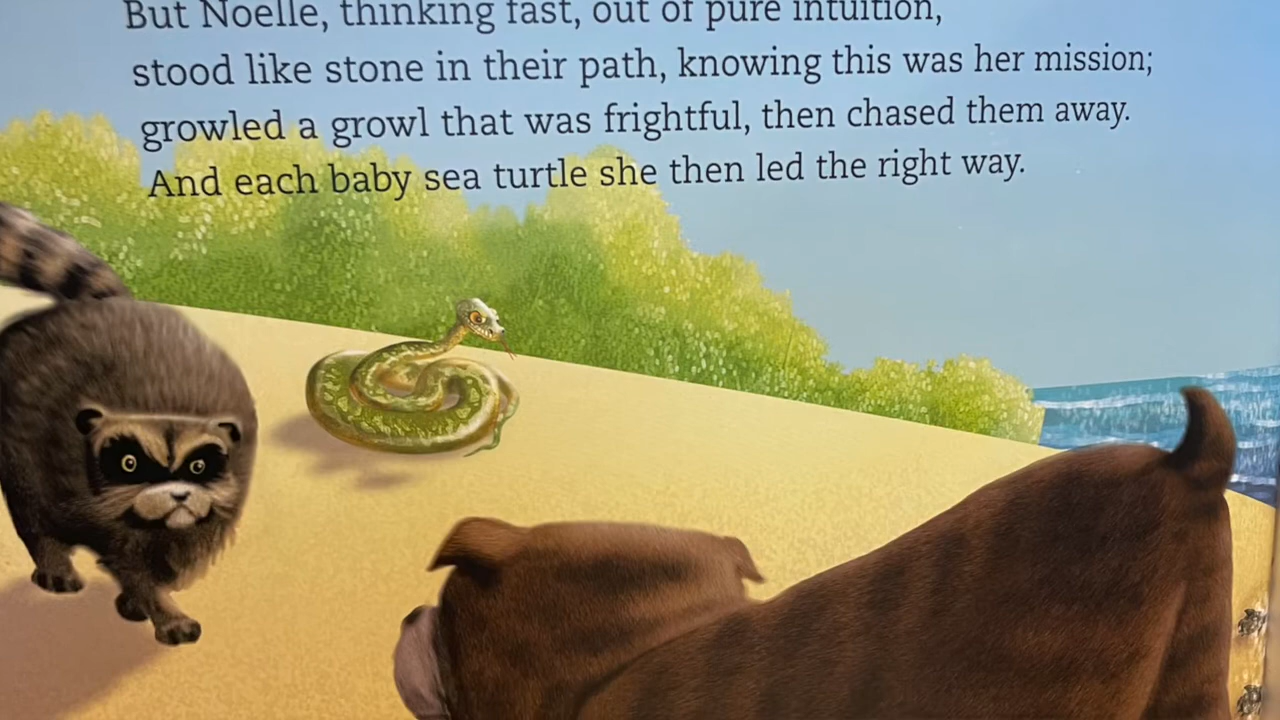 But Noelle, thinking fast, out of pure intuition,
stood like stone in their path, knowing this was her mission;
growled a growl that was frightful, then chased them away.
And each baby sea turtle she then led the right way.